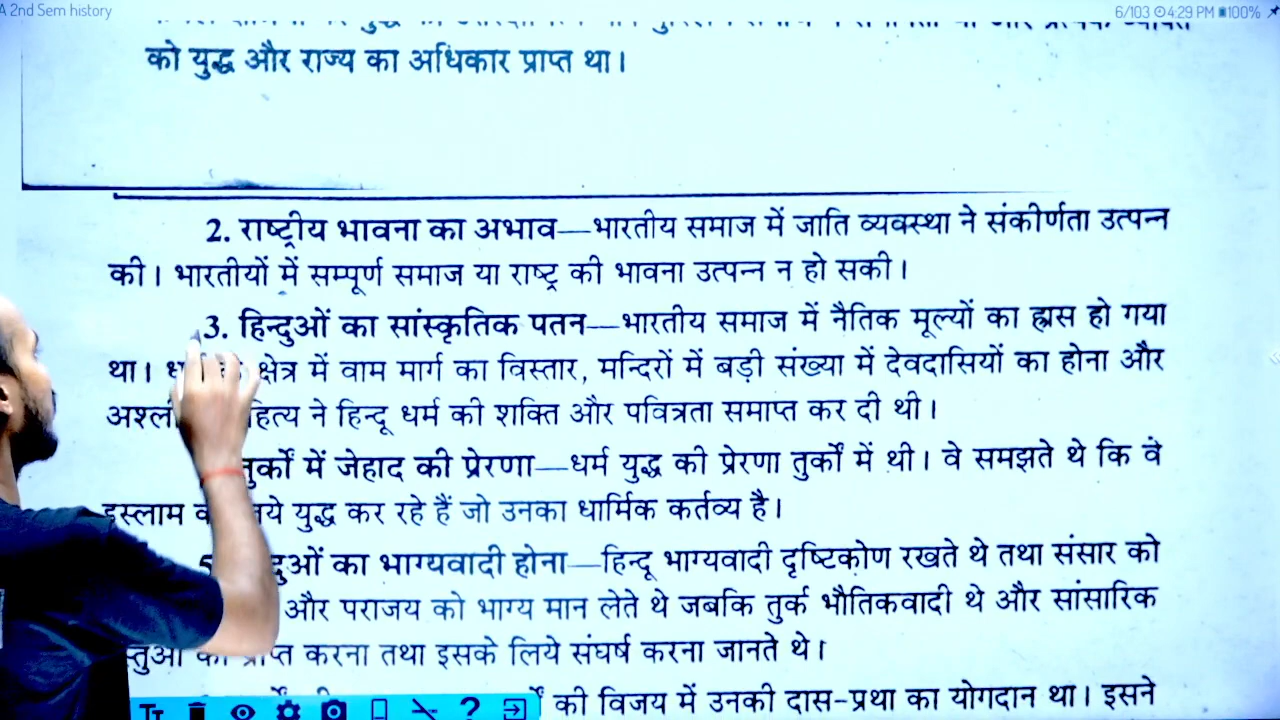 A 2nd Sem history
6/103 4:29 PM 100%
को युद्ध और राज्य का अधिकार प्राप्त था।
2. राष्ट्रीय भावना का अभाव—भारतीय समाज में जाति व्यवस्था ने संकीर्णता उत्पन्न
की। भारतीयों में सम्पूर्ण समाज या राष्ट्र की भावना उत्पन्न न हो सकी।
3. हिन्दुओं का सांस्कृतिक पतन—भारतीय समाज में नैतिक मूल्यों का ह्रास हो गया
था। क्षेत्र में वाम मार्ग का विस्तार, मन्दिरों में बड़ी संख्या में देवदासियों का होना और
ने हिन्दू धर्म की शक्ति और पवित्रता समाप्त कर दी थी।
तुर्कों में जेहाद की प्रेरणा—धर्म युद्ध की प्रेरणा तुर्कों में थी। वे समझते थे कि वे
इस्लाम युद्ध कर रहे हैं जो उनका धार्मिक कर्तव्य है।
का भाग्यवादी होना—हिन्दू भाग्यवादी दृष्टिकोण रखते थे तथा संसार को
और पराजय को भाग्य मान लेते थे जबकि तुर्क भौतिकवादी थे और सांसारिक
करना तथा इसके लिये संघर्ष करना जानते थे।
की विजय में उनकी दास-प्रथा का योगदान था। इसने